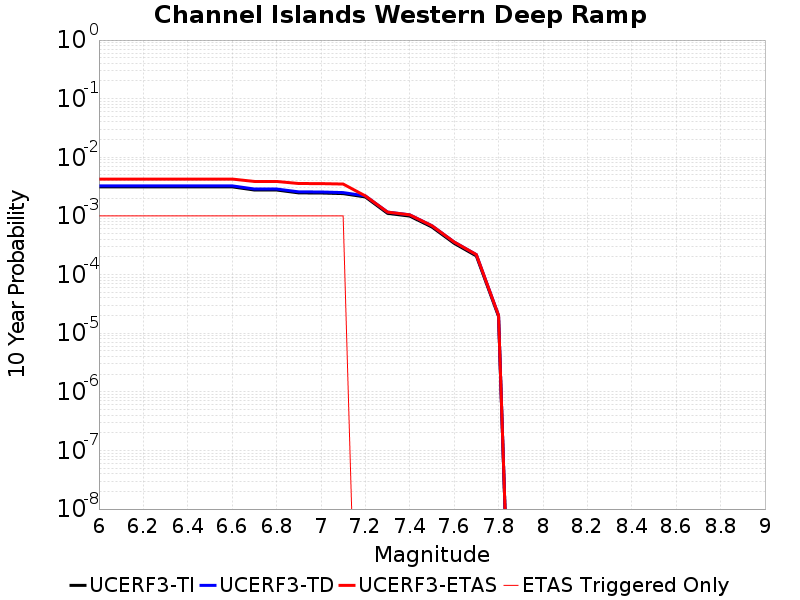 Channel Islands Western Deep Ramp
10^0
10^-1
10^-2
10^-3
10^-4
10^-5
10^-6
10^-7
10^-8
10 Year Probability
6 6.2 6.4 6.6 6.8 7 7.2 7.4 7.6 7.8 8 8.2 8.4 8.6 8.8 9
Magnitude
UCERF3-TI UCERF3-TD UCERF3-ETAS ETAS Triggered Only